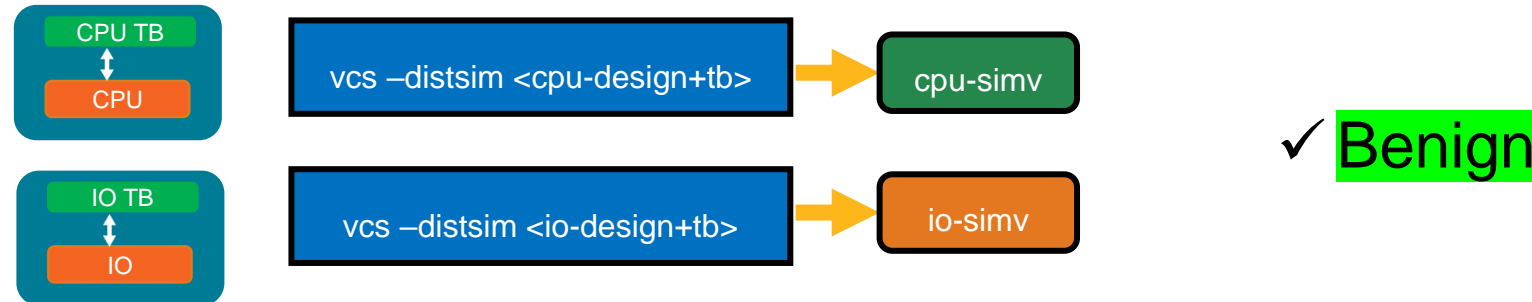 CPU TB
CPU
vcs –distsim <cpu-design+tb>
cpu-simv
✓ Benign
IO TB
IO
vcs –distsim <io-design+tb>
io-simv